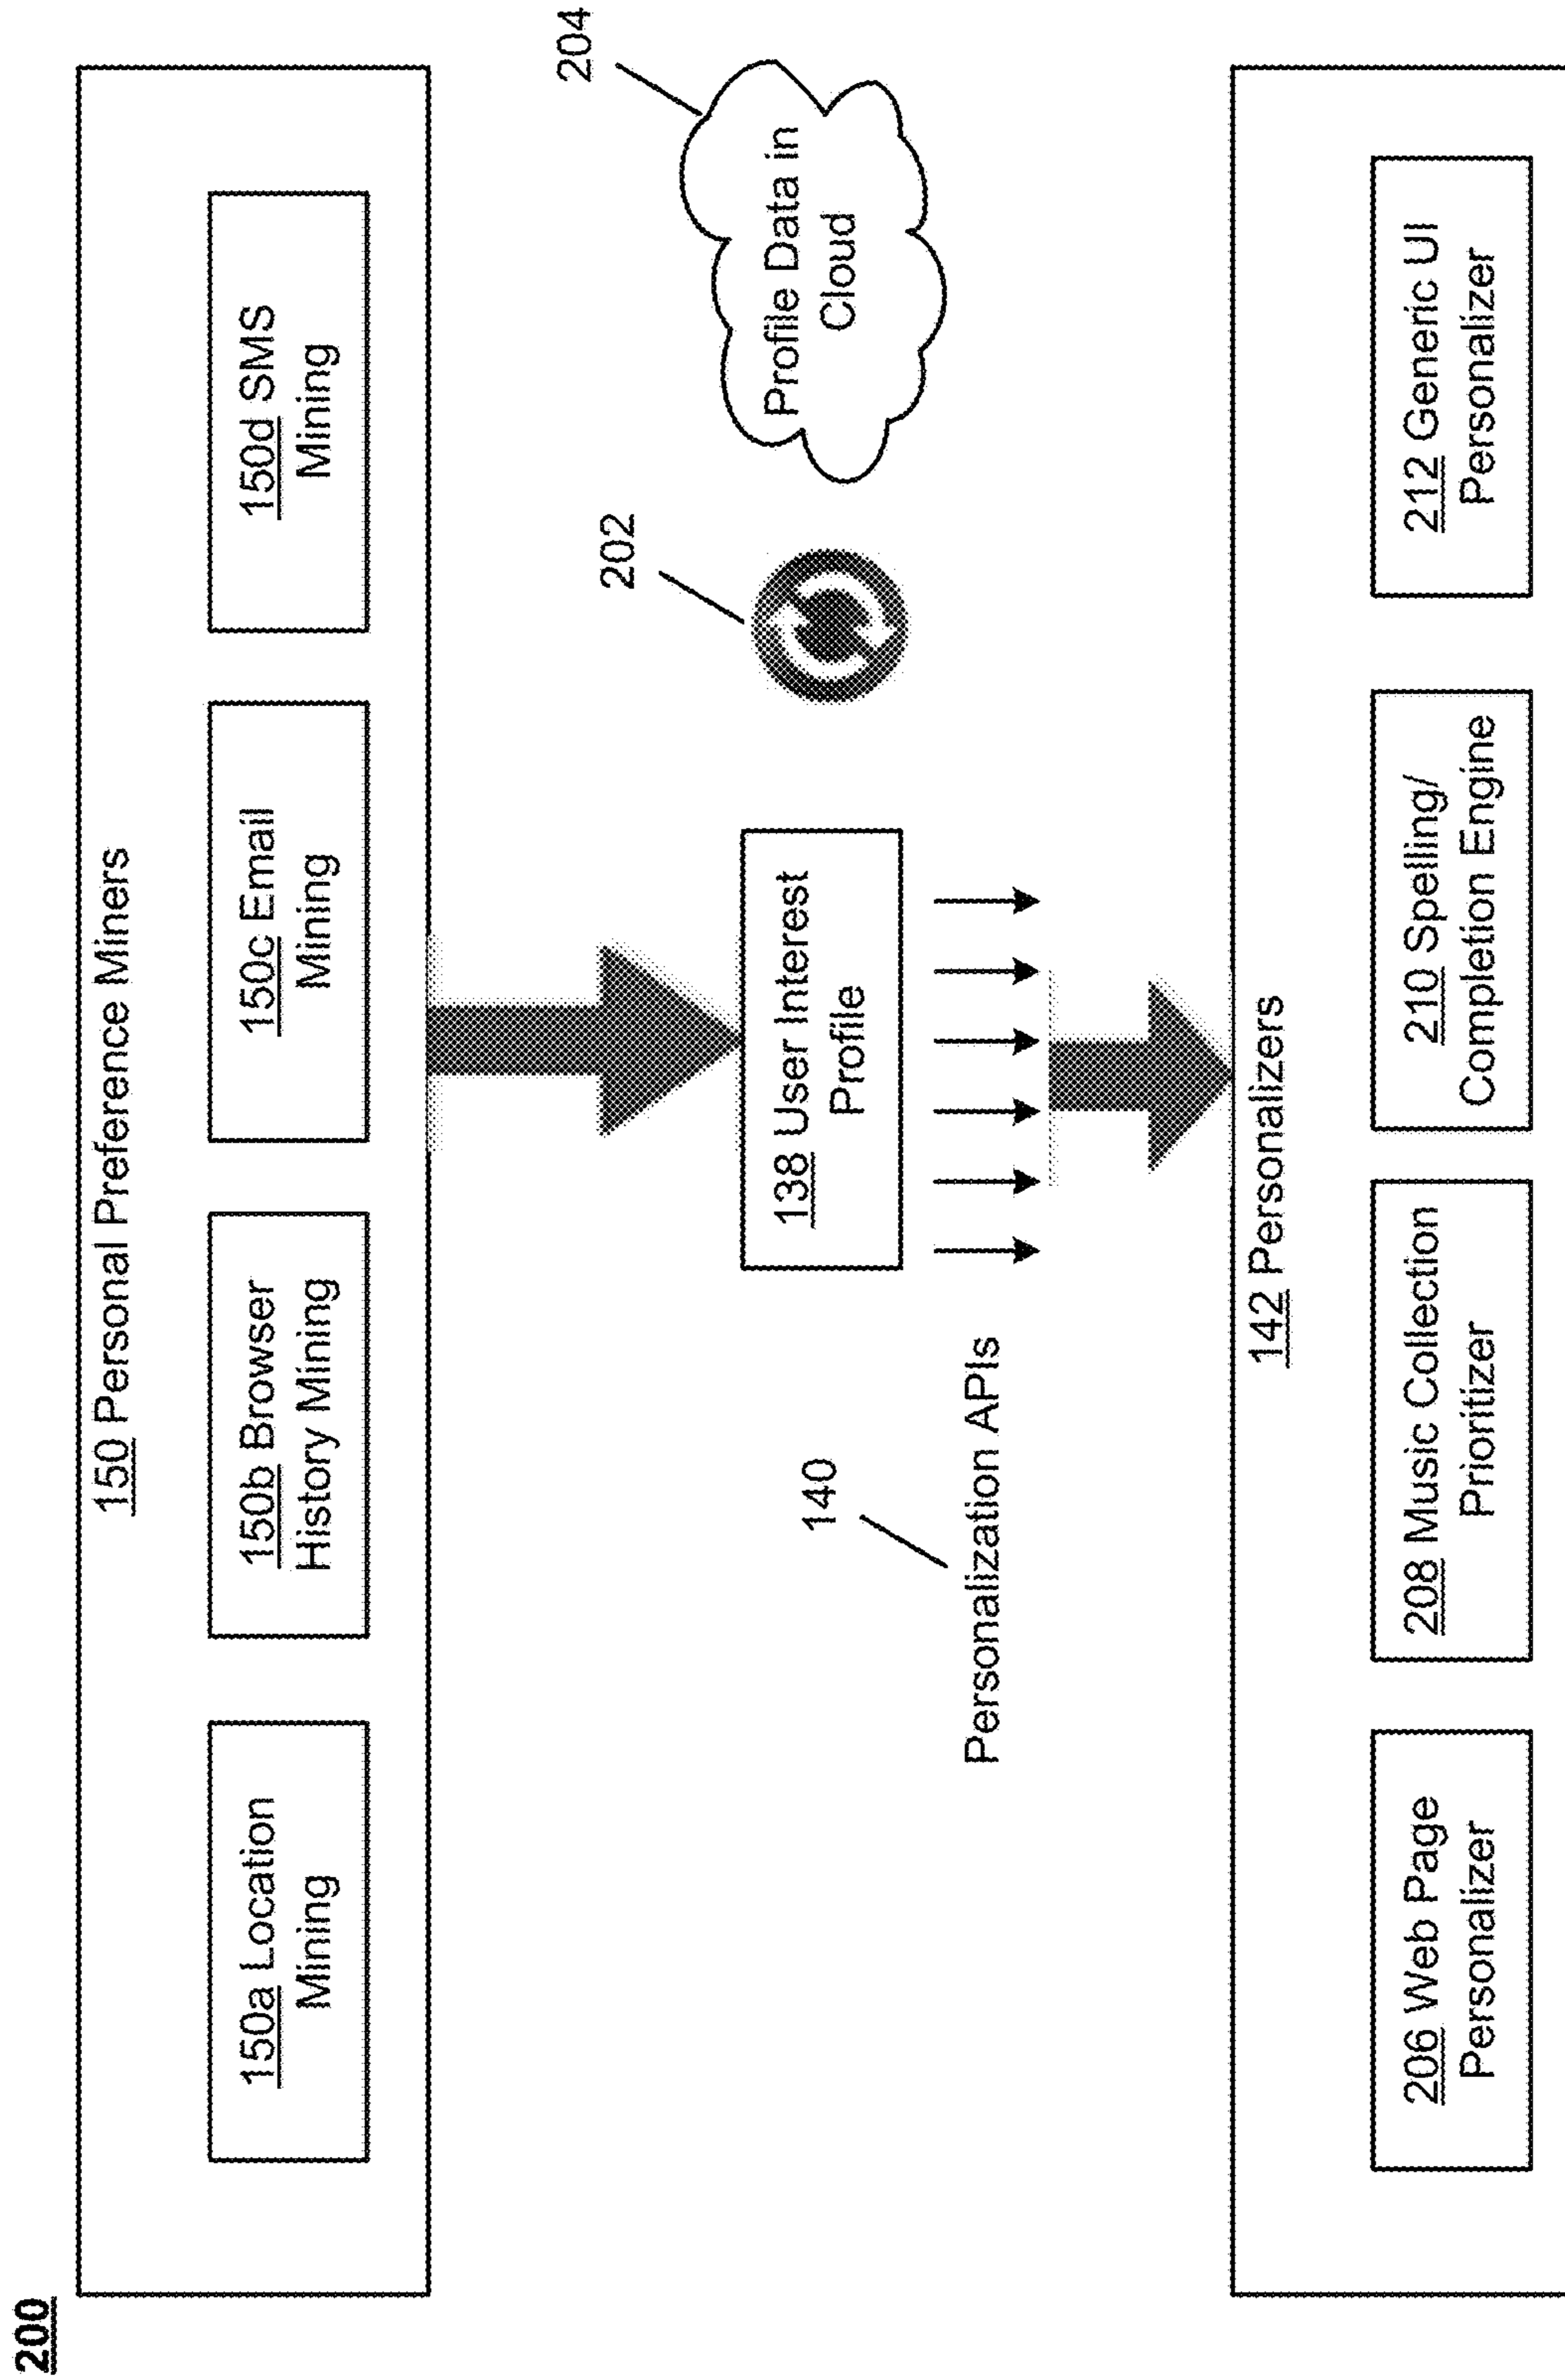 200
150 Personal Preference Miners
150a Location
Mining
150b Browser
History Mining
150c Email
Mining
150d SMS
Mining
204
202
Profile Data in
Cloud
138 User Interest
Profile
140
Personalization APIs
142 Personalizers
206 Web Page
Personalizer
208 Music Collection
Prioritizer
210 Spelling/
Completion Engine
212 Generic UI
Personalizer